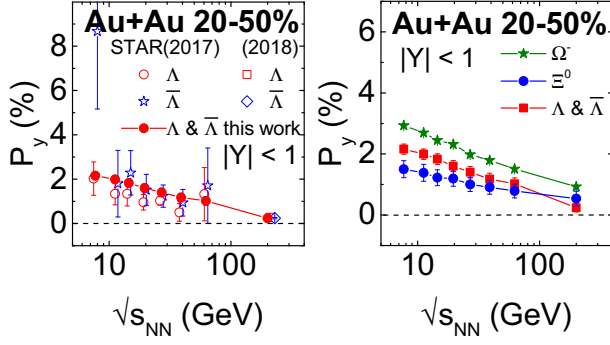 Au+Au 20-50%
STAR(2017) (2018)
Λ Λ
Λ̅ Λ̅
Λ & Λ̅ this work
|Y| < 1
P_y (%)
8
6
4
2
0
10 100
√s_NN (GeV)
Au+Au 20-50%
|Y| < 1
Ω⁻
Ξ⁰
Λ & Λ̅
P_y (%)
6
4
2
0
10 100
√s_NN (GeV)